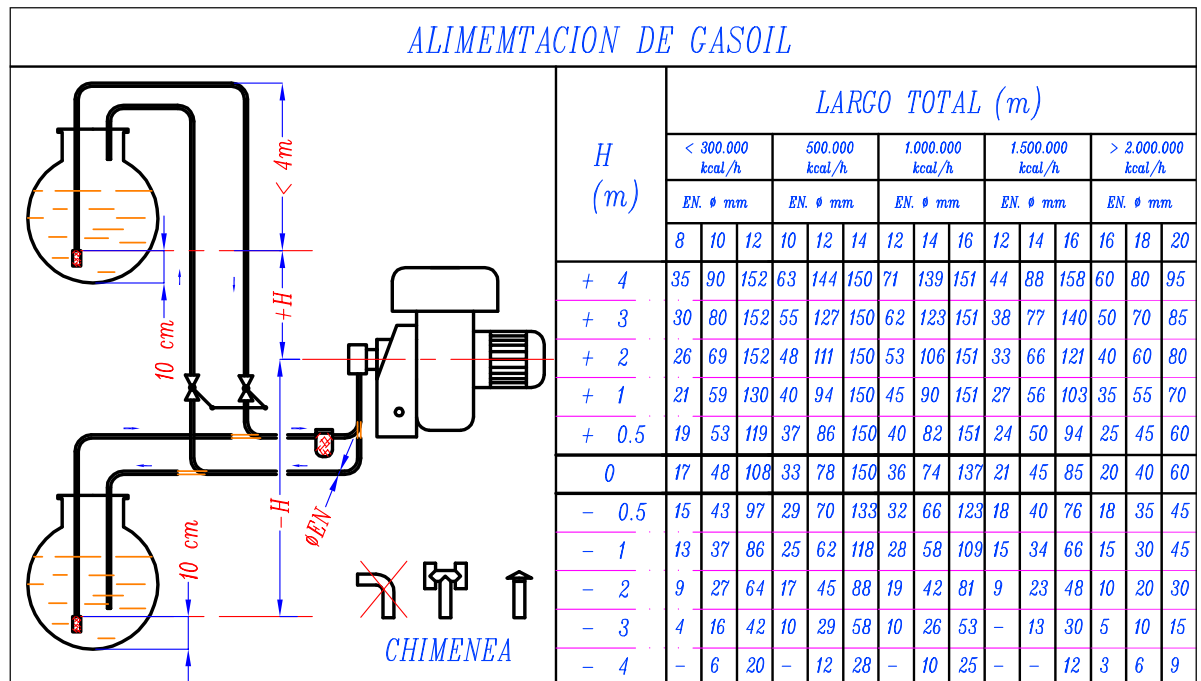 ALIMEMTACION DE GASOIL
< 4m
+H
10 cm
-H
øEN
10 cm
CHIMENEA
H
(m)
LARGO TOTAL (m)
< 300.000 500.000 1.000.000 1.500.000 > 2.000.000
kcal/h kcal/h kcal/h kcal/h kcal/h
EN. ø mm EN. ø mm EN. ø mm EN. ø mm EN. ø mm
8 10 12 10 12 14 12 14 16 12 14 16 16 18 20
+ 4 35 90 152 63 144 150 71 139 151 44 88 158 60 80 95
+ 3 30 80 152 55 127 150 62 123 151 38 77 140 50 70 85
+ 2 26 69 152 48 111 150 53 106 151 33 66 121 40 60 80
+ 1 21 59 130 40 94 150 45 90 151 27 56 103 35 55 70
+ 0.5 19 53 119 37 86 150 40 82 151 24 50 94 25 45 60
0 17 48 108 33 78 150 36 74 137 21 45 85 20 40 60
- 0.5 15 43 97 29 70 133 32 66 123 18 40 76 18 35 45
- 1 13 37 86 25 62 118 28 58 109 15 34 66 15 30 45
- 2 9 27 64 17 45 88 19 42 81 9 23 48 10 20 30
- 3 4 16 42 10 29 58 10 26 53 - 13 30 5 10 15
- 4 - 6 20 - 12 28 - 10 25 - - 12 3 6 9